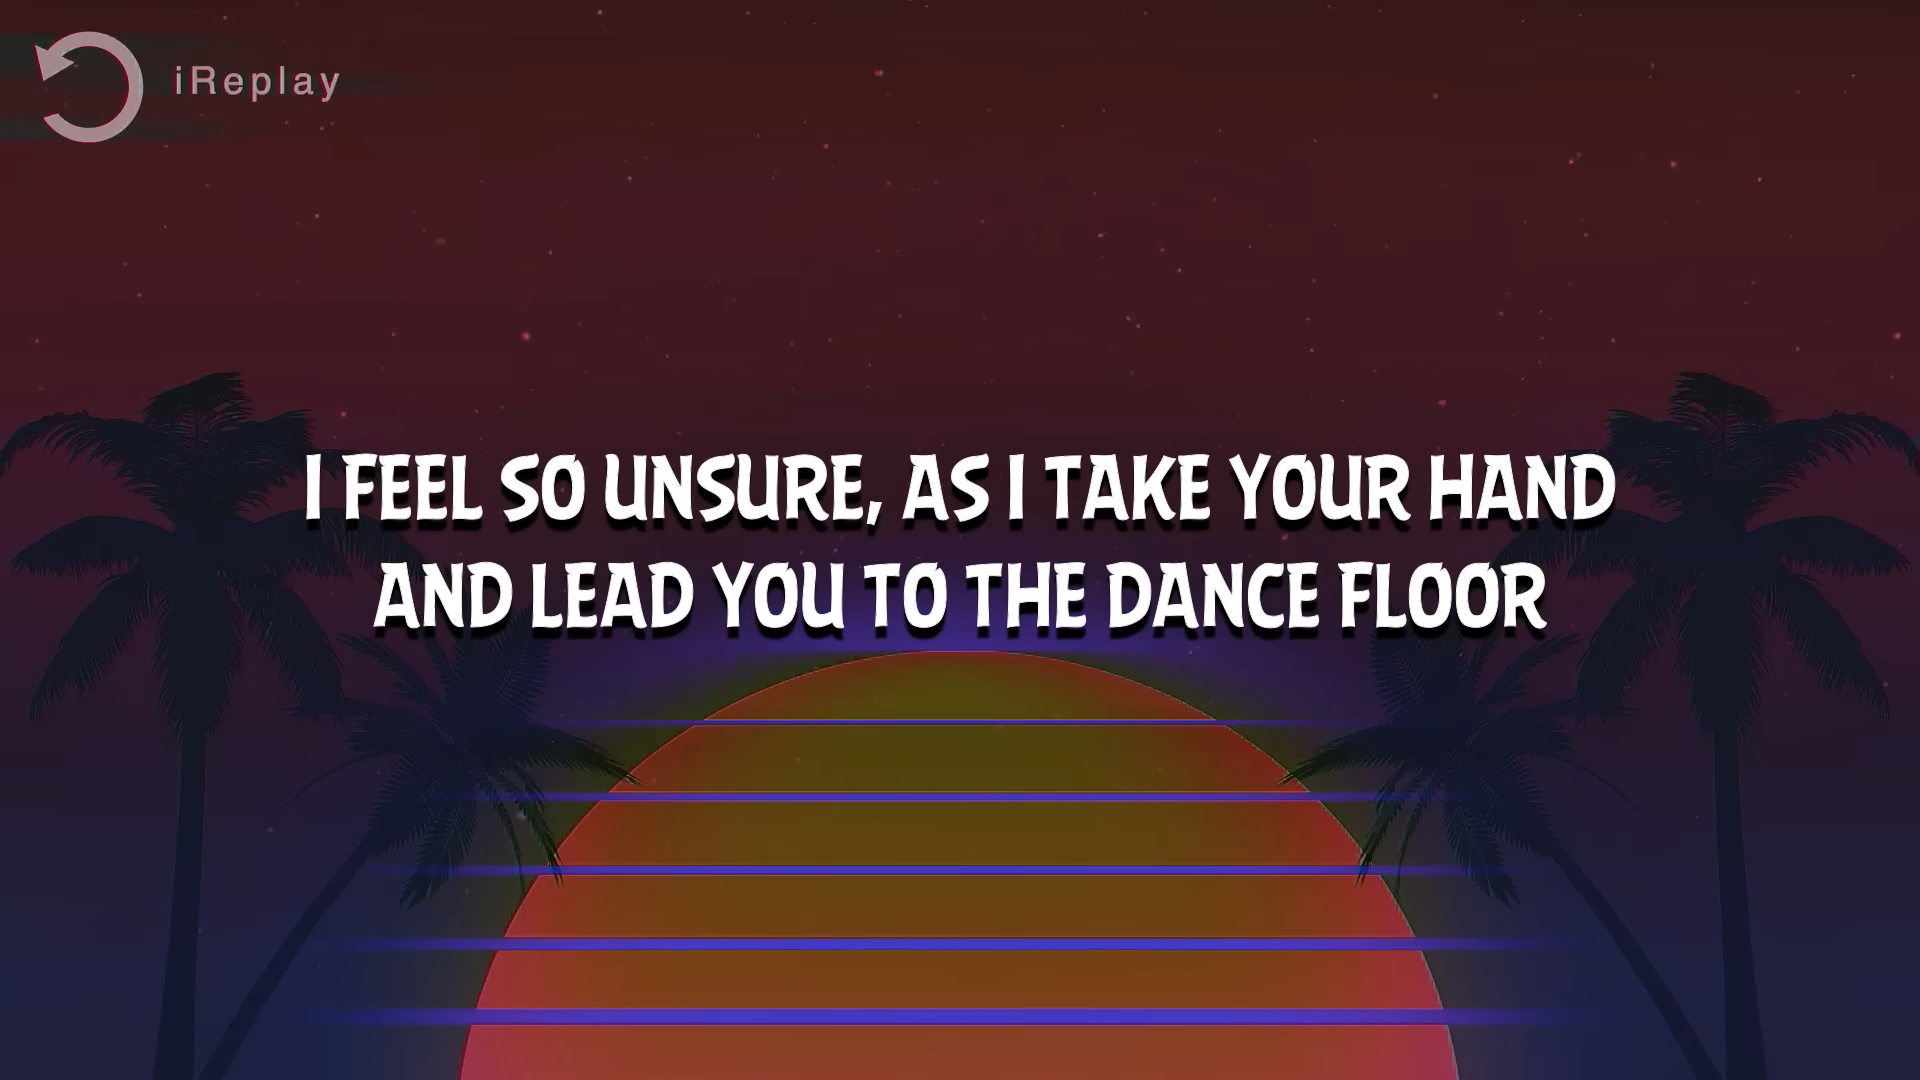 iReplay
I FEEL SO UNSURE, AS I TAKE YOUR HAND
AND LEAD YOU TO THE DANCE FLOOR